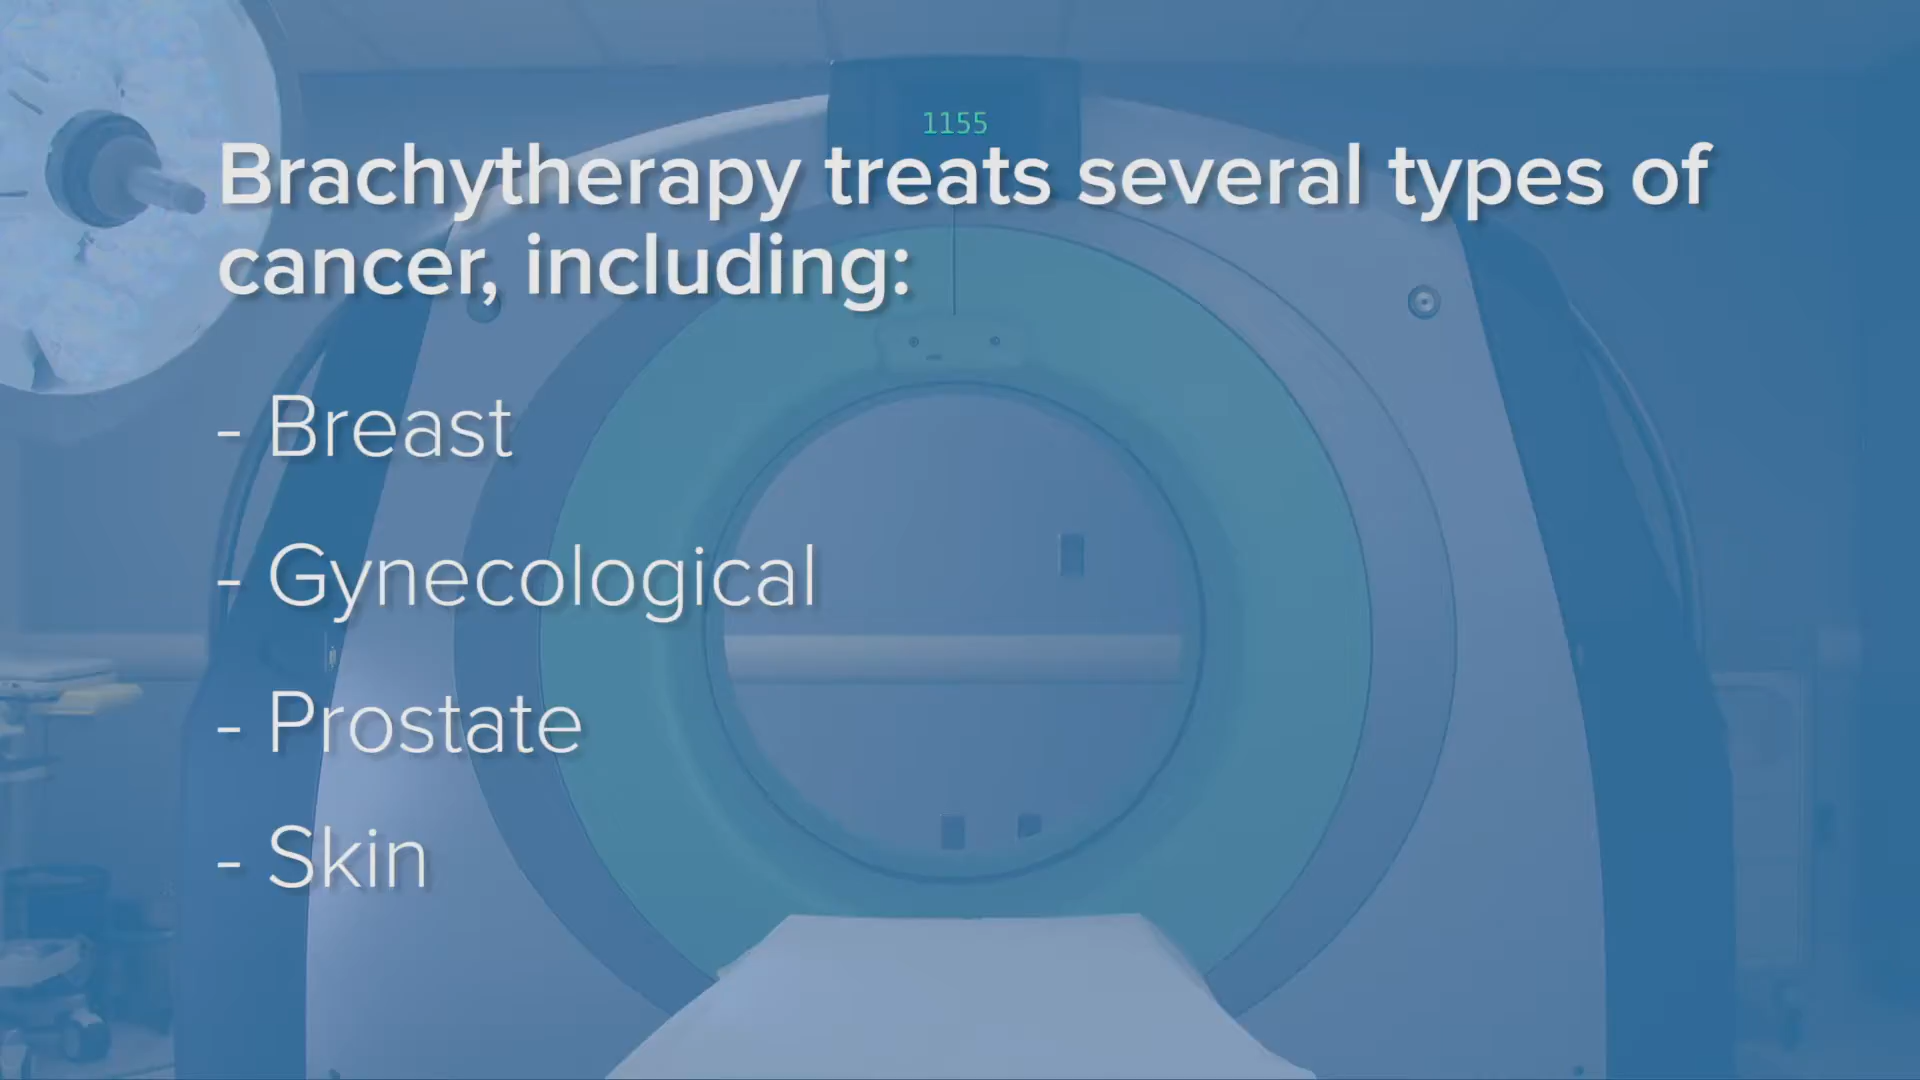 1155
Brachytherapy treats several types of
cancer, including:
- Breast
- Gynecological
- Prostate
- Skin